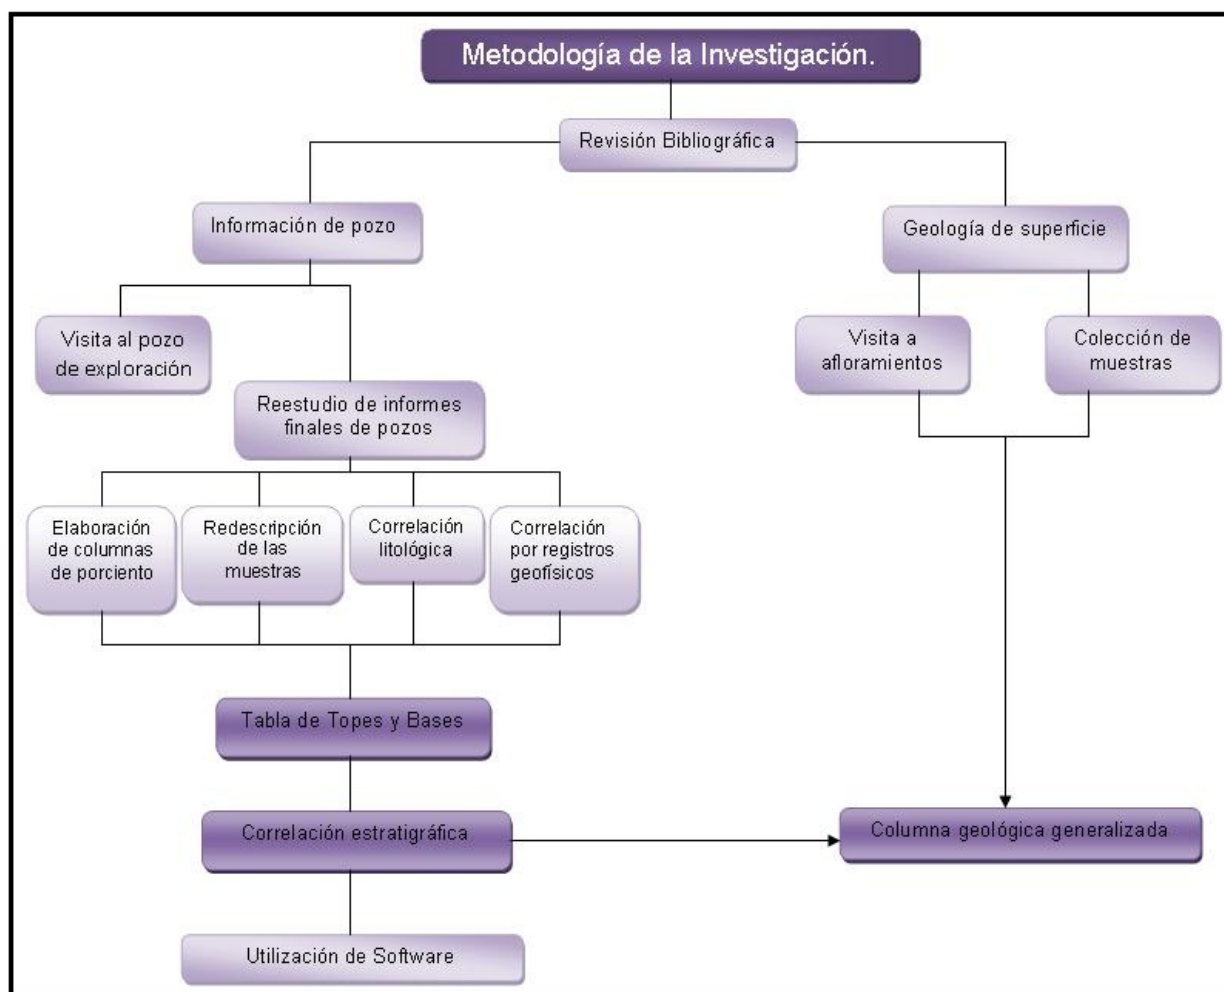 Metodología de la Investigación.
Revisión Bibliográfica
Información de pozo
Geología de superficie
Visita al pozo
de exploración
Visita a
afloramientos
Colección de
muestras
Reestudio de informes
finales de pozos
Elaboración
de columnas
de porciento
Redescripción
de las
muestras
Correlación
litológica
Correlación
por registros
geofísicos
Tabla de Topes y Bases
Correlación estratigráfica
Columna geológica generalizada
Utilización de Software